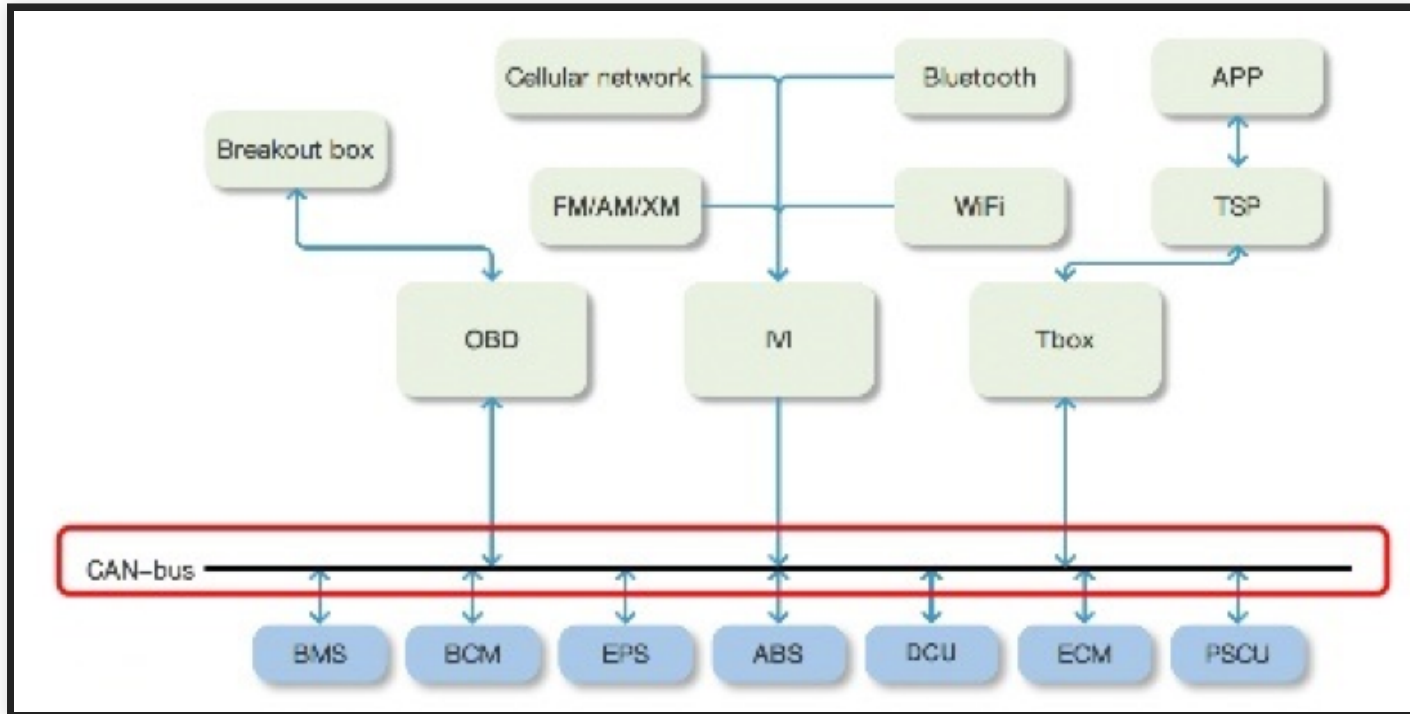 Cellular network
Bluetooth
APP
Breakout box
FM/AM/XM
WiFi
TSP
OBD
IVI
Tbox
CAN-bus
BMS
BCM
EPS
ABS
DCU
ECM
PSCU